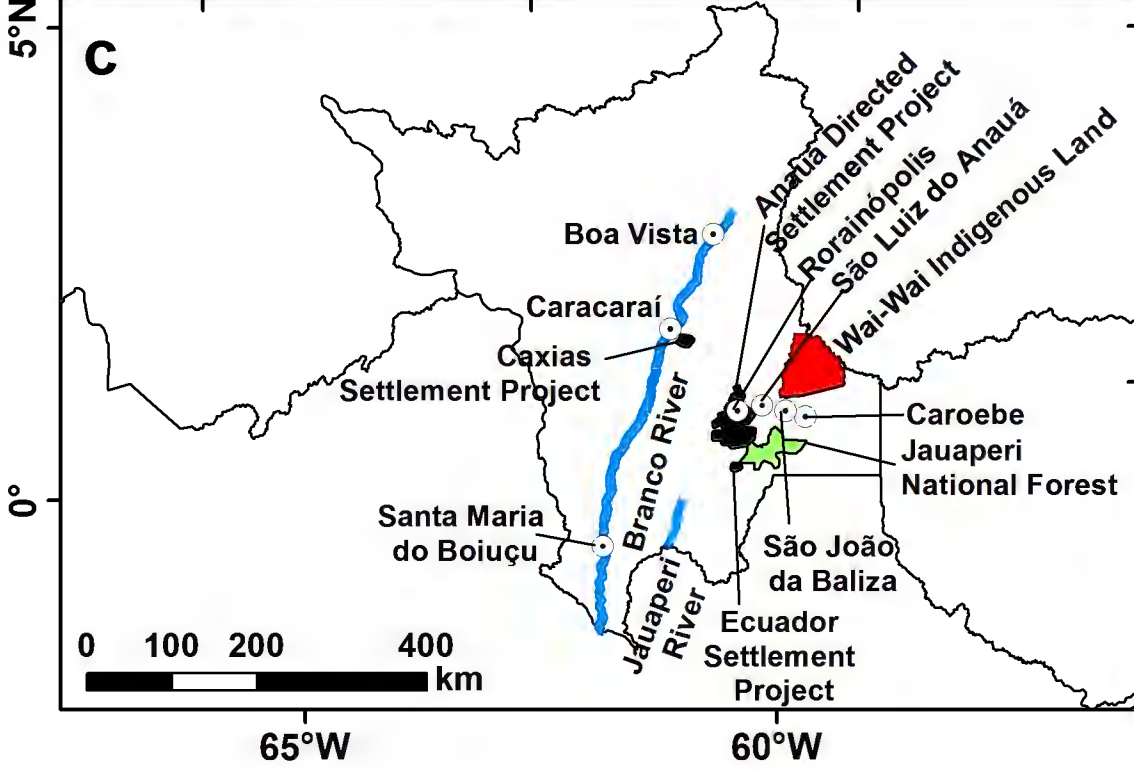 5°N
C
Anauá Directed
Settlement Project
Rorainópolis
São Luiz do Anauá
Wai-Wai Indigenous Land
Boa Vista
Caracaraí
Caxias
Settlement Project
Branco River
Caroebe
Jauaperi
National Forest
0°
Santa Maria
do Boiuçu
São João
da Baliza
Jauaperi
River
Ecuador
Settlement
Project
0 100 200 400
km
65°W 60°W